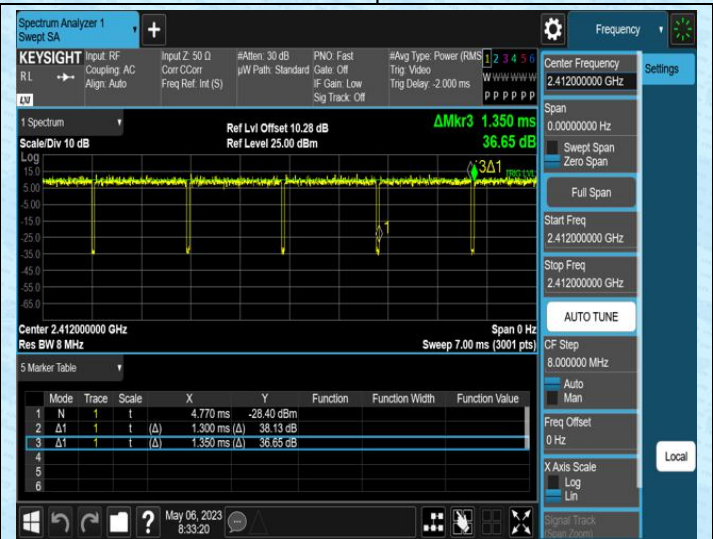 Spectrum Analyzer 1
Swept SA
Frequency
KEYSIGHT
RL
LXI
Input: RF
Coupling: AC
Align: Auto
Input Z: 50 Ω
Corr CCorr
Freq Ref: Int (S)
#Atten: 30 dB
µW Path: Standard
PNO: Fast
Gate: Off
IF Gain: Low
Sig Track: Off
#Avg Type: Power (RMS
Trig: Video
Trig Delay: -2.000 ms
1 2 3 4 5 6
W W W W W W
P P P P P P
1 Spectrum
Scale/Div 10 dB
Ref Lvl Offset 10.28 dB
Ref Level 25.00 dBm
ΔMkr3 1.350 ms
36.65 dB
Log
15.0
5.00
-5.00
-15.0
-25.0
-35.0
-45.0
-55.0
-65.0
3Δ1
TRIG LVL
1
Center 2.412000000 GHz
Res BW 8 MHz
Span 0 Hz
Sweep 7.00 ms (3001 pts)
5 Marker Table
Mode Trace Scale X Y Function Function Width Function Value
1 N 1 t 4.770 ms -28.40 dBm
2 Δ1 1 t (Δ) 1.300 ms (Δ) 38.13 dB
3 Δ1 1 t (Δ) 1.350 ms (Δ) 36.65 dB
4
5
6
?
May 06, 2023
8:33:20
Center Frequency
2.412000000 GHz
Span
0.00000000 Hz
Swept Span
Zero Span
Full Span
Start Freq
2.412000000 GHz
Stop Freq
2.412000000 GHz
AUTO TUNE
CF Step
8.000000 MHz
Auto
Man
Freq Offset
0 Hz
X Axis Scale
Log
Lin
Signal Track
(Span Zoom)
Settings
Local